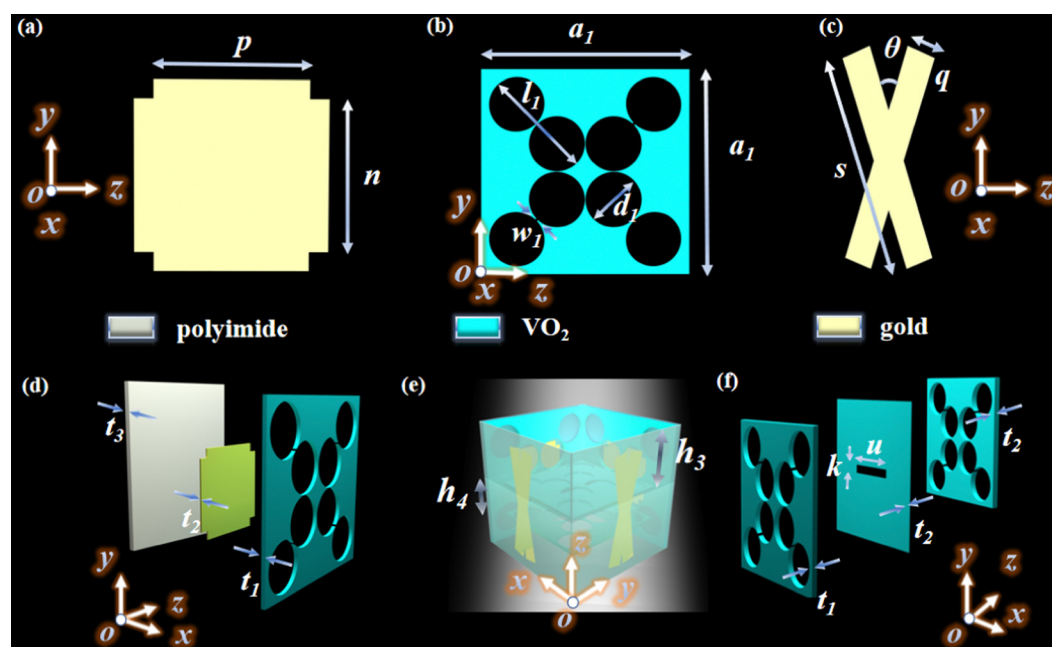 (a)
p
n
y
z
o
x
(b)
a₁
l₁
a₁
d₁
w₁
y
o
x
z
(c)
θ
q
s
y
o
z
x
polyimide
VO₂
gold
(d)
t₃
t₂
t₁
y
z
o
x
(e)
h₃
h₄
z
x
y
o
(f)
u
k
t₂
t₂
t₁
y
z
o
x